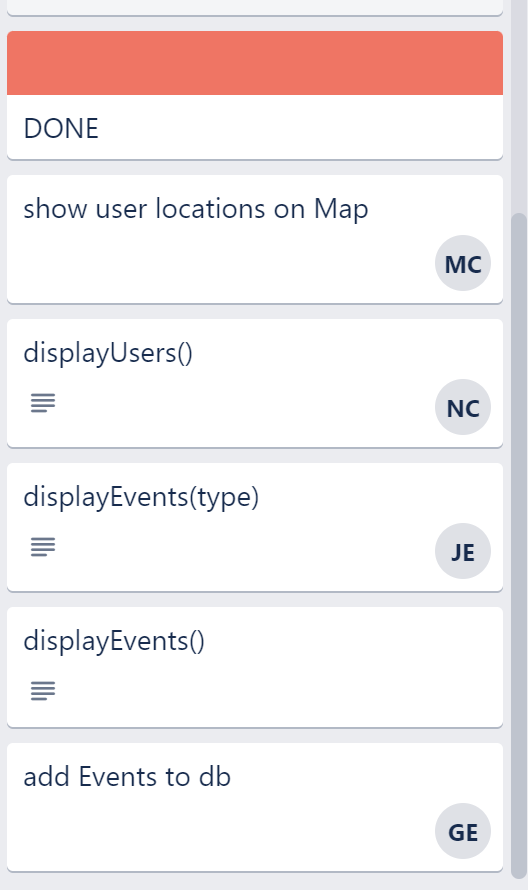 DONE
show user locations on Map
MC
displayUsers()
NC
displayEvents(type)
JE
displayEvents()
add Events to db
GE